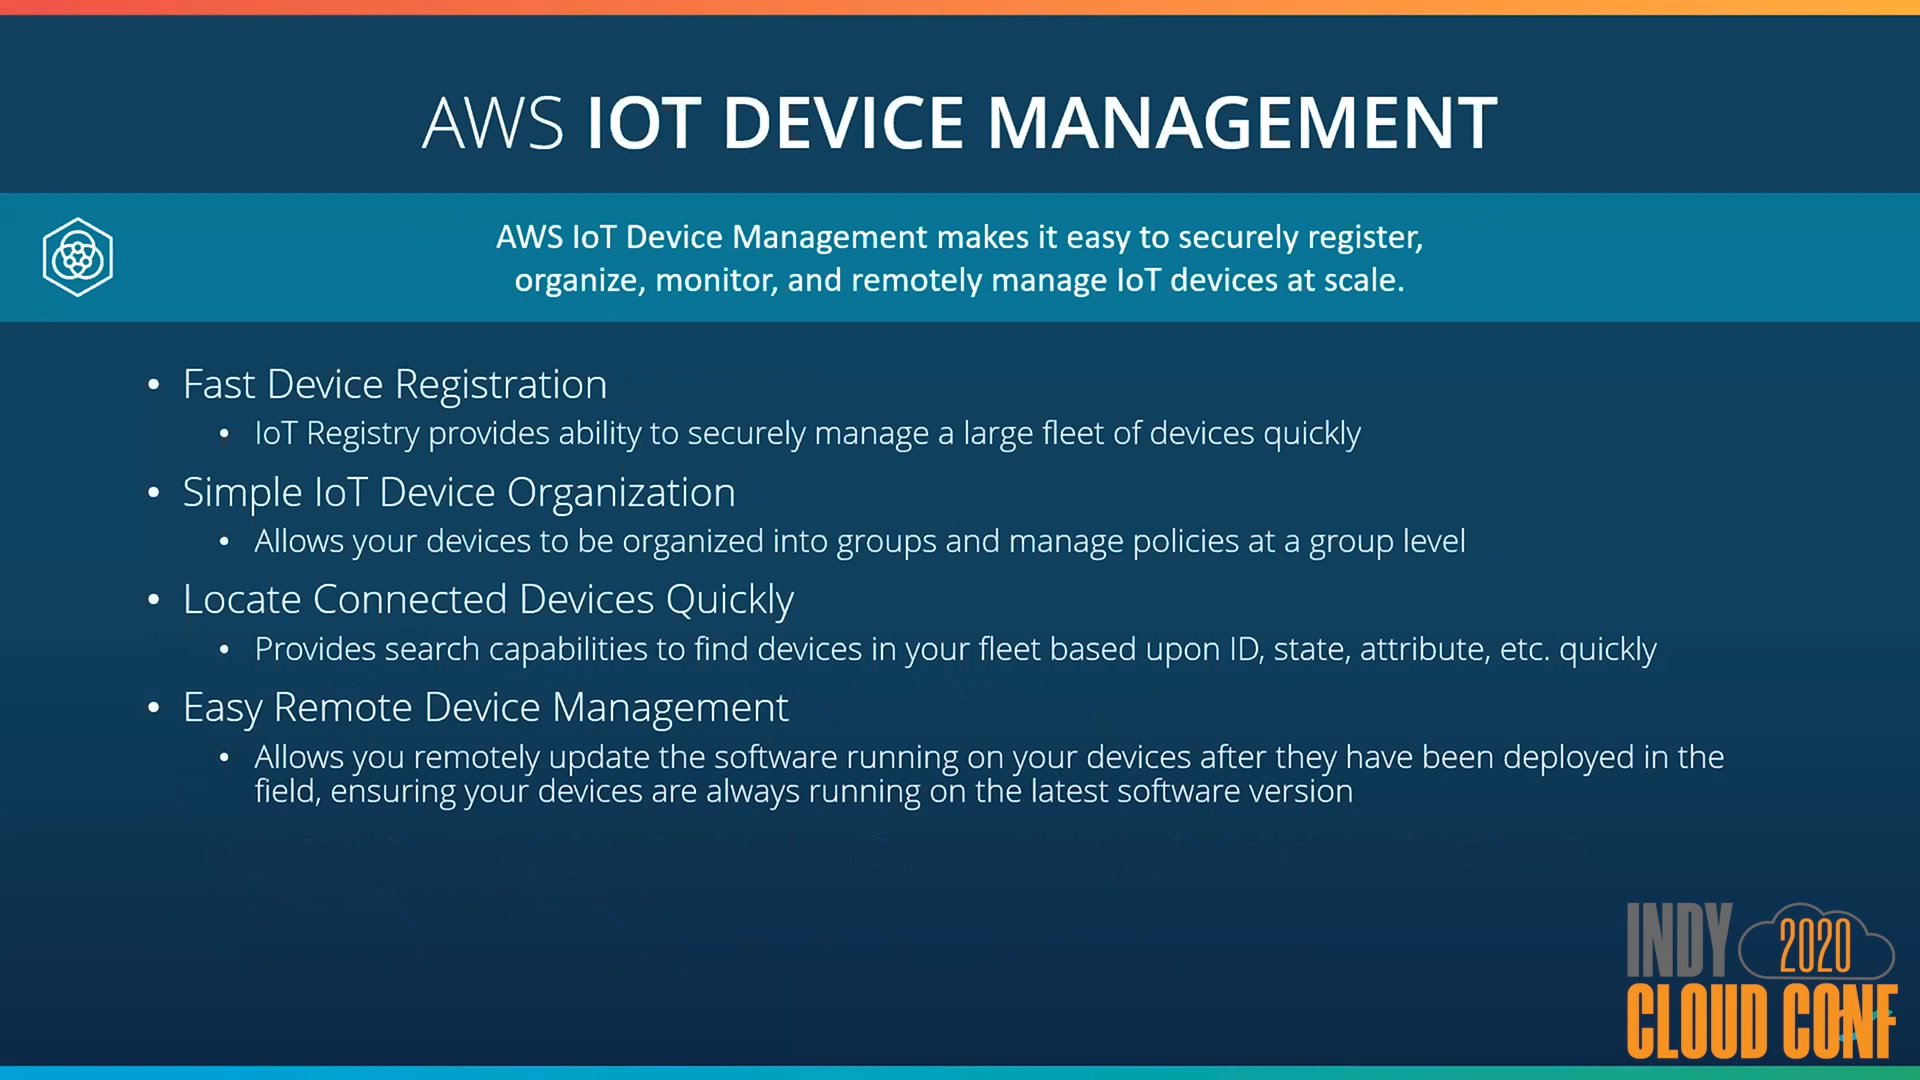 AWS IOT DEVICE MANAGEMENT
AWS IoT Device Management makes it easy to securely register,
organize, monitor, and remotely manage IoT devices at scale.
• Fast Device Registration
• IoT Registry provides ability to securely manage a large fleet of devices quickly
• Simple IoT Device Organization
• Allows your devices to be organized into groups and manage policies at a group level
• Locate Connected Devices Quickly
• Provides search capabilities to find devices in your fleet based upon ID, state, attribute, etc. quickly
• Easy Remote Device Management
• Allows you remotely update the software running on your devices after they have been deployed in the
field, ensuring your devices are always running on the latest software version
INDY 2020
CLOUD CONF